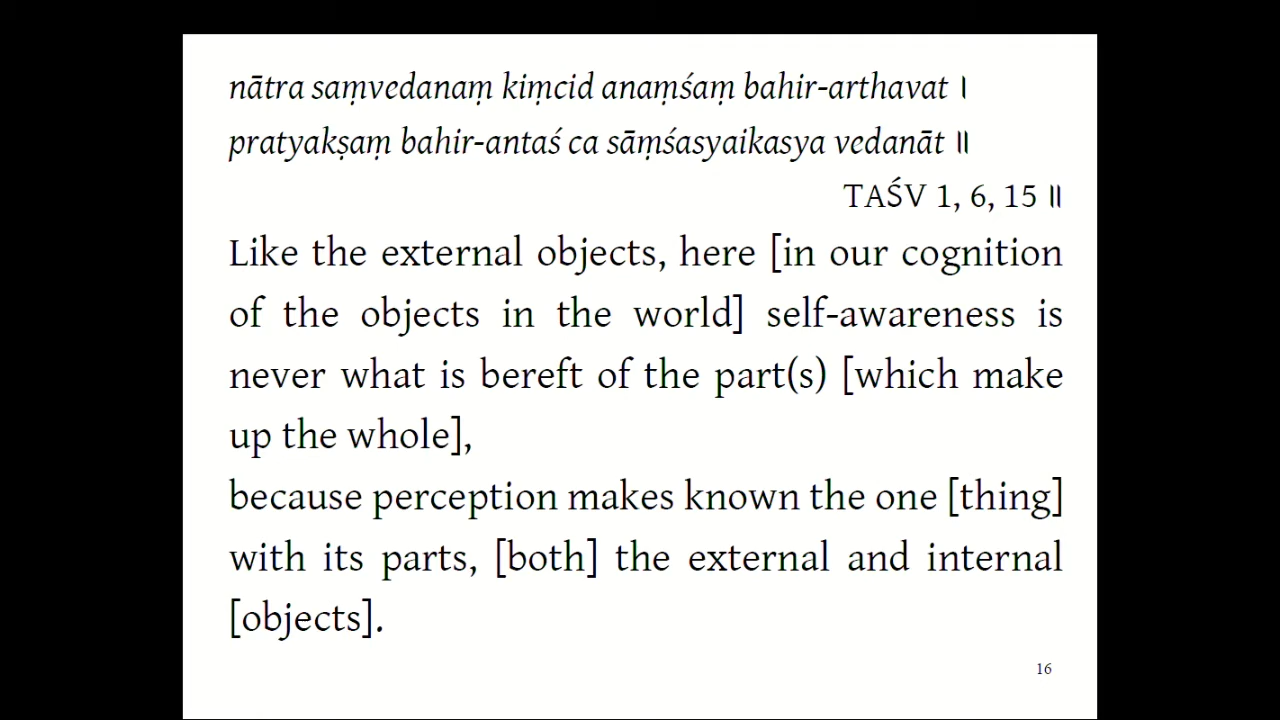 nātra saṃvedanaṃ kiṃcid anaṃśaṃ bahir-arthavat ।
pratyakṣaṃ bahir-antaś ca sāṃśasyaikasya vedanāt ॥
TAŚV 1, 6, 15 ॥
Like the external objects, here [in our cognition
of the objects in the world] self-awareness is
never what is bereft of the part(s) [which make
up the whole],
because perception makes known the one [thing]
with its parts, [both] the external and internal
[objects].
16